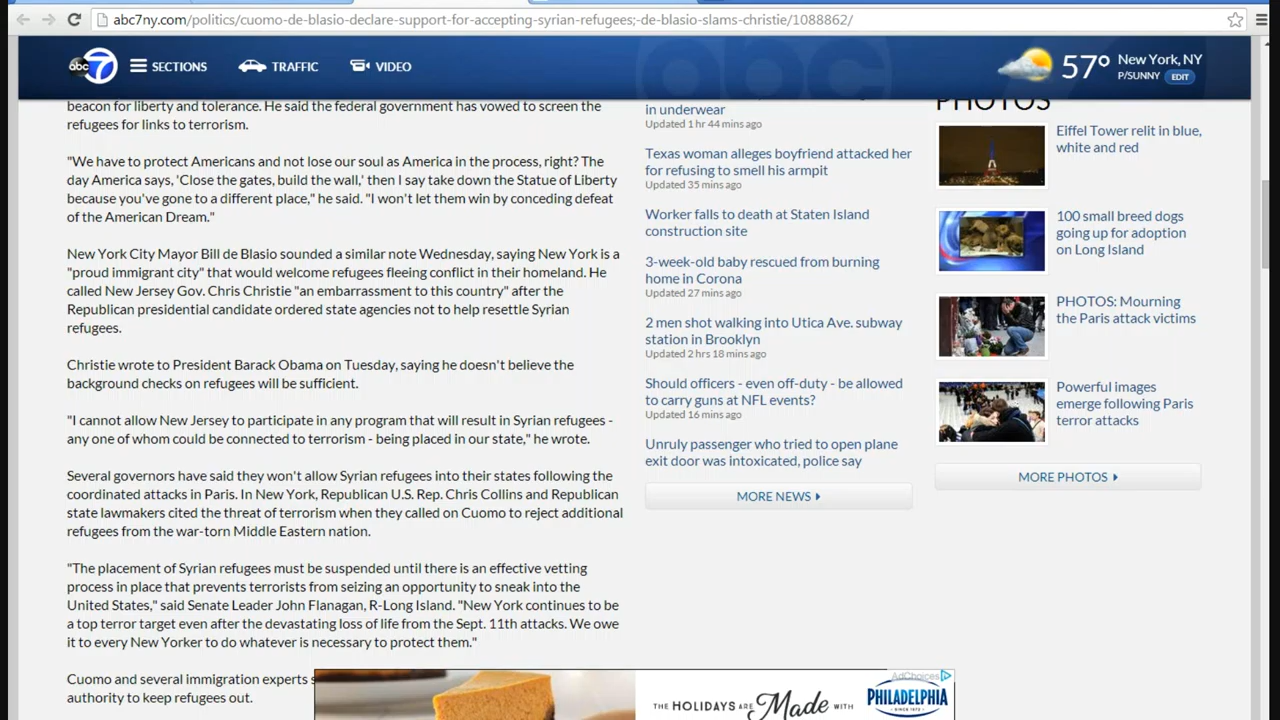 abc7ny.com/politics/cuomo-de-blasio-declare-support-for-accepting-syrian-refugees;-de-blasio-slams-christie/1088862/
abc 7
SECTIONS
TRAFFIC
VIDEO
57°
New York, NY
P/SUNNY
EDIT
beacon for liberty and tolerance. He said the federal government has vowed to screen the
refugees for links to terrorism.
"We have to protect Americans and not lose our soul as America in the process, right? The
day America says, 'Close the gates, build the wall,' then I say take down the Statue of Liberty
because you've gone to a different place," he said. "I won't let them win by conceding defeat
of the American Dream."
New York City Mayor Bill de Blasio sounded a similar note Wednesday, saying New York is a
"proud immigrant city" that would welcome refugees fleeing conflict in their homeland. He
called New Jersey Gov. Chris Christie "an embarrassment to this country" after the
Republican presidential candidate ordered state agencies not to help resettle Syrian
refugees.
Christie wrote to President Barack Obama on Tuesday, saying he doesn't believe the
background checks on refugees will be sufficient.
"I cannot allow New Jersey to participate in any program that will result in Syrian refugees -
any one of whom could be connected to terrorism - being placed in our state," he wrote.
Several governors have said they won't allow Syrian refugees into their states following the
coordinated attacks in Paris. In New York, Republican U.S. Rep. Chris Collins and Republican
state lawmakers cited the threat of terrorism when they called on Cuomo to reject additional
refugees from the war-torn Middle Eastern nation.
"The placement of Syrian refugees must be suspended until there is an effective vetting
process in place that prevents terrorists from seizing an opportunity to sneak into the
United States," said Senate Leader John Flanagan, R-Long Island. "New York continues to be
a top terror target even after the devastating loss of life from the Sept. 11th attacks. We owe
it to every New Yorker to do whatever is necessary to protect them."
Cuomo and several immigration experts
authority to keep refugees out.
in underwear
Updated 1 hr 44 mins ago
Texas woman alleges boyfriend attacked her
for refusing to smell his armpit
Updated 35 mins ago
Worker falls to death at Staten Island
construction site
3-week-old baby rescued from burning
home in Corona
Updated 27 mins ago
2 men shot walking into Utica Ave. subway
station in Brooklyn
Updated 2 hrs 18 mins ago
Should officers - even off-duty - be allowed
to carry guns at NFL events?
Updated 16 mins ago
Unruly passenger who tried to open plane
exit door was intoxicated, police say
MORE NEWS
PHOTOS
Eiffel Tower relit in blue,
white and red
100 small breed dogs
going up for adoption
on Long Island
PHOTOS: Mourning
the Paris attack victims
Powerful images
emerge following Paris
terror attacks
MORE PHOTOS
AdChoices
THE HOLIDAYS ARE Made WITH
PHILADELPHIA
SINCE 1872